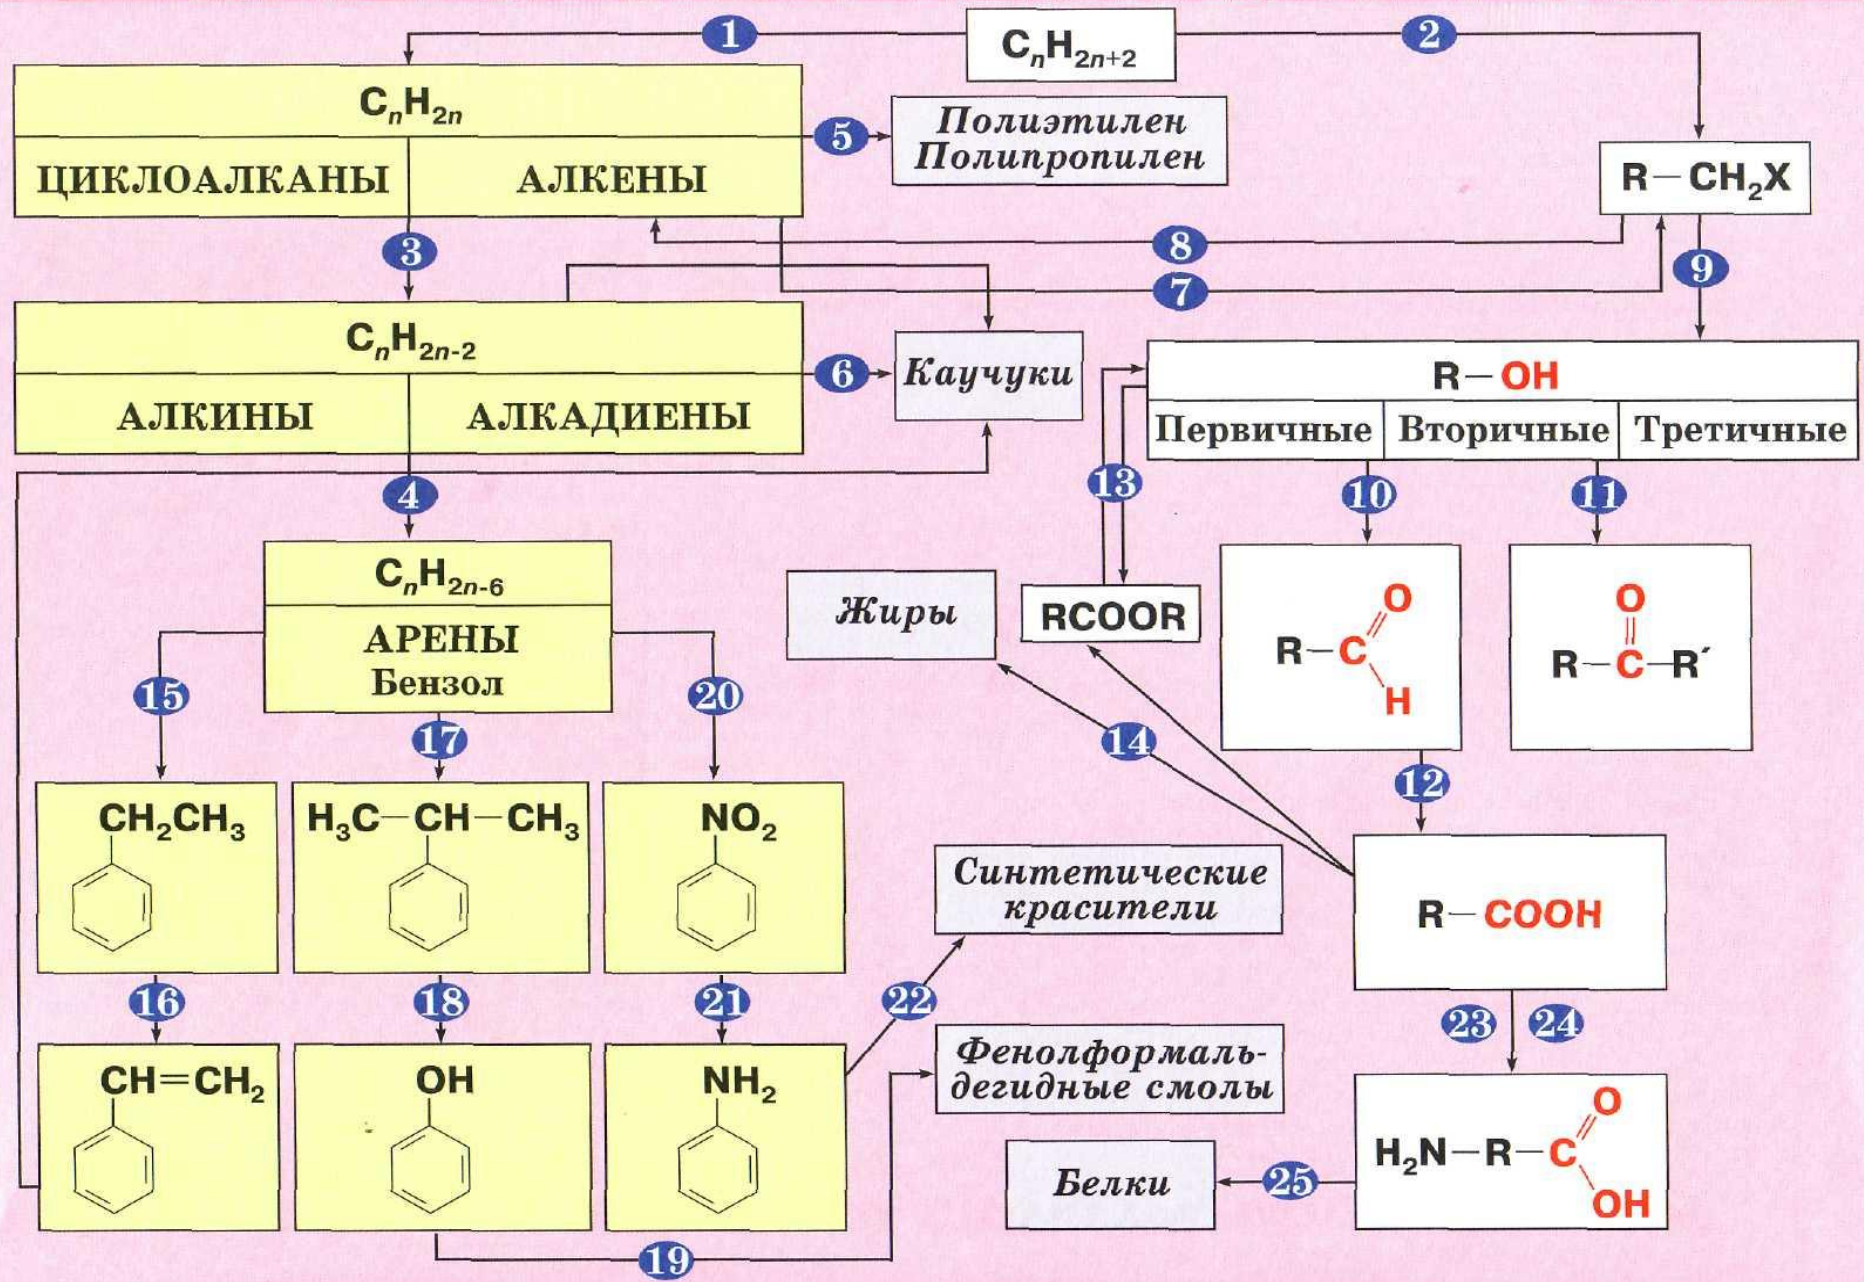 1
CₙH₂ₙ₊₂
2
CₙH₂ₙ
5
Полиэтилен
Полипропилен
ЦИКЛОАЛКАНЫ
АЛКЕНЫ
R—CH₂X
3
8
9
7
CₙH₂ₙ₋₂
6
Каучуки
R—OH
АЛКИНЫ
АЛКАДИЕНЫ
Первичные
Вторичные
Третичные
4
13
10
11
CₙH₂ₙ₋₆
АРЕНЫ
Бензол
Жиры
RCOOR
O
R—C
H
O
R—C—R´
15
17
20
14
12
CH₂CH₃
H₃C—CH—CH₃
NO₂
Синтетические
красители
R—COOH
16
18
21
22
23
24
CH=CH₂
OH
NH₂
Фенолформаль-
дегидные смолы
O
H₂N—R—C
OH
Белки
25
19